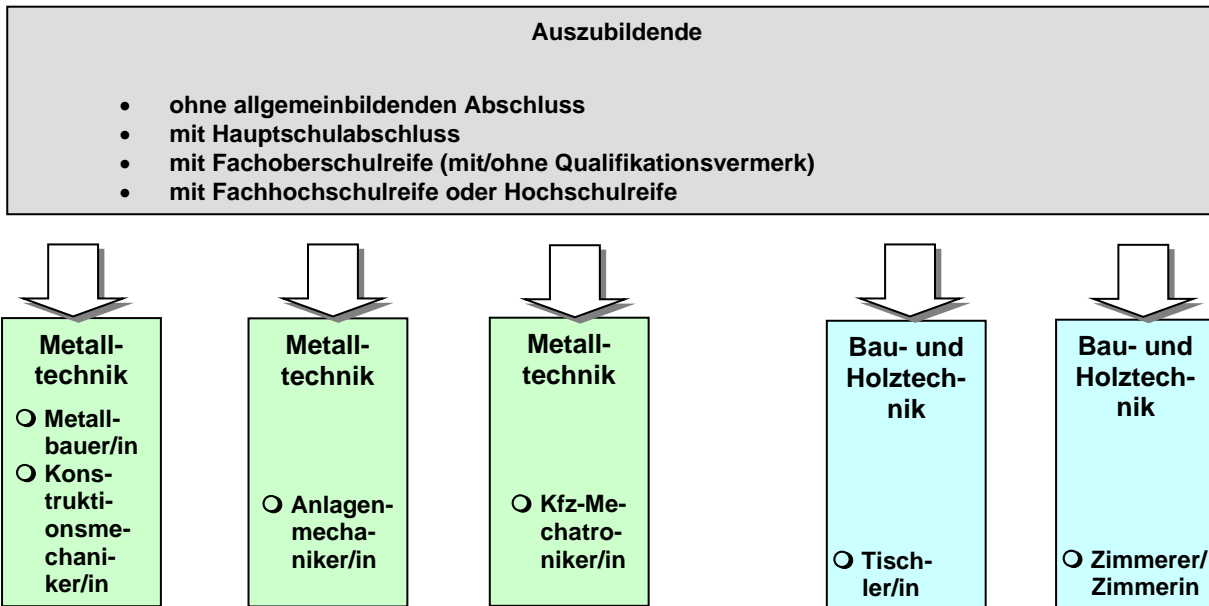 Auszubildende
• ohne allgemeinbildenden Abschluss
• mit Hauptschulabschluss
• mit Fachoberschulreife (mit/ohne Qualifikationsvermerk)
• mit Fachhochschulreife oder Hochschulreife
Metall-
technik
❍ Metall-
bauer/in
❍ Kons-
trukti-
onsme-
chani-
ker/in
Metall-
technik
❍ Anlagen-
mecha-
niker/in
Metall-
technik
❍ Kfz-Me-
chatro-
niker/in
Bau- und
Holztech-
nik
❍ Tisch-
ler/in
Bau- und
Holztech-
nik
❍ Zimmerer/
Zimmerin